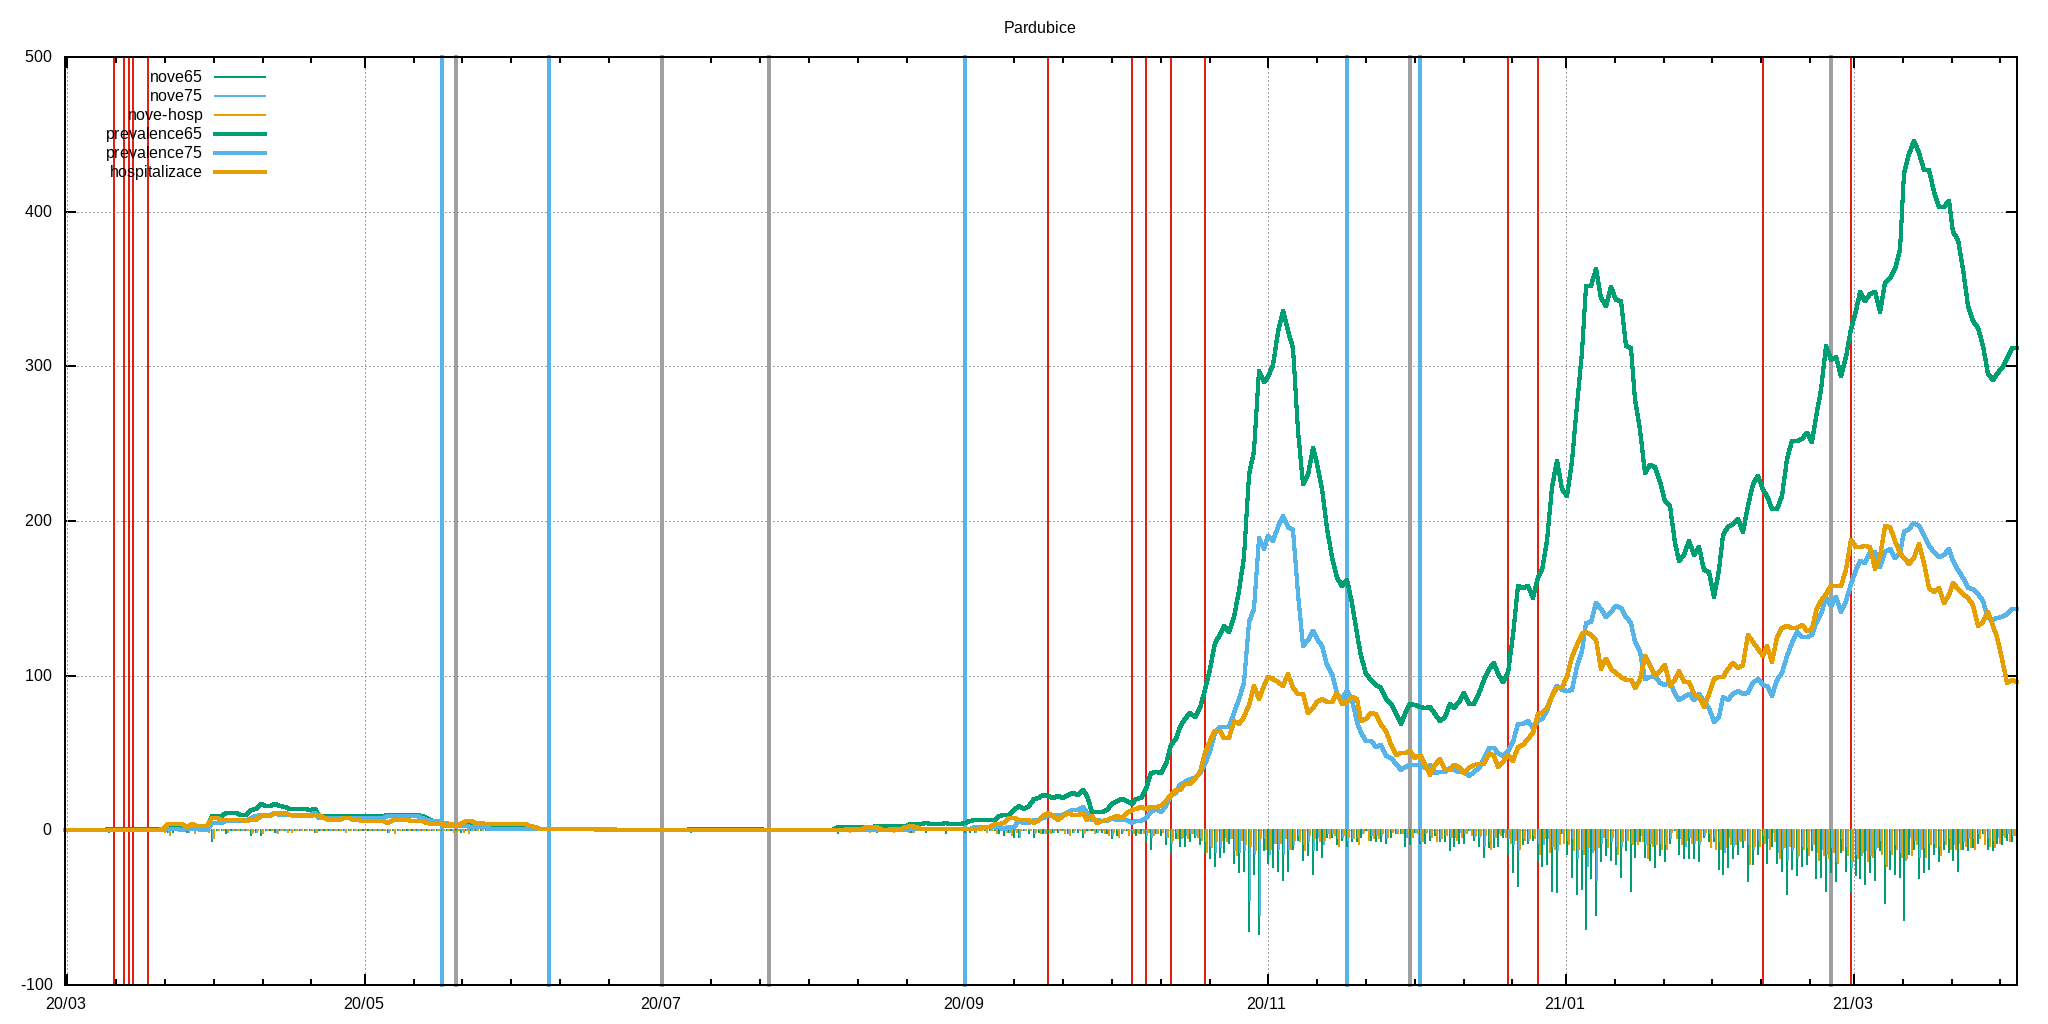 Pardubice
500
nove65
nove75
nove-hosp
prevalence65
prevalence75
hospitalizace
400
300
200
100
0
-100
20/03 20/05 20/07 20/09 20/11 21/01 21/03